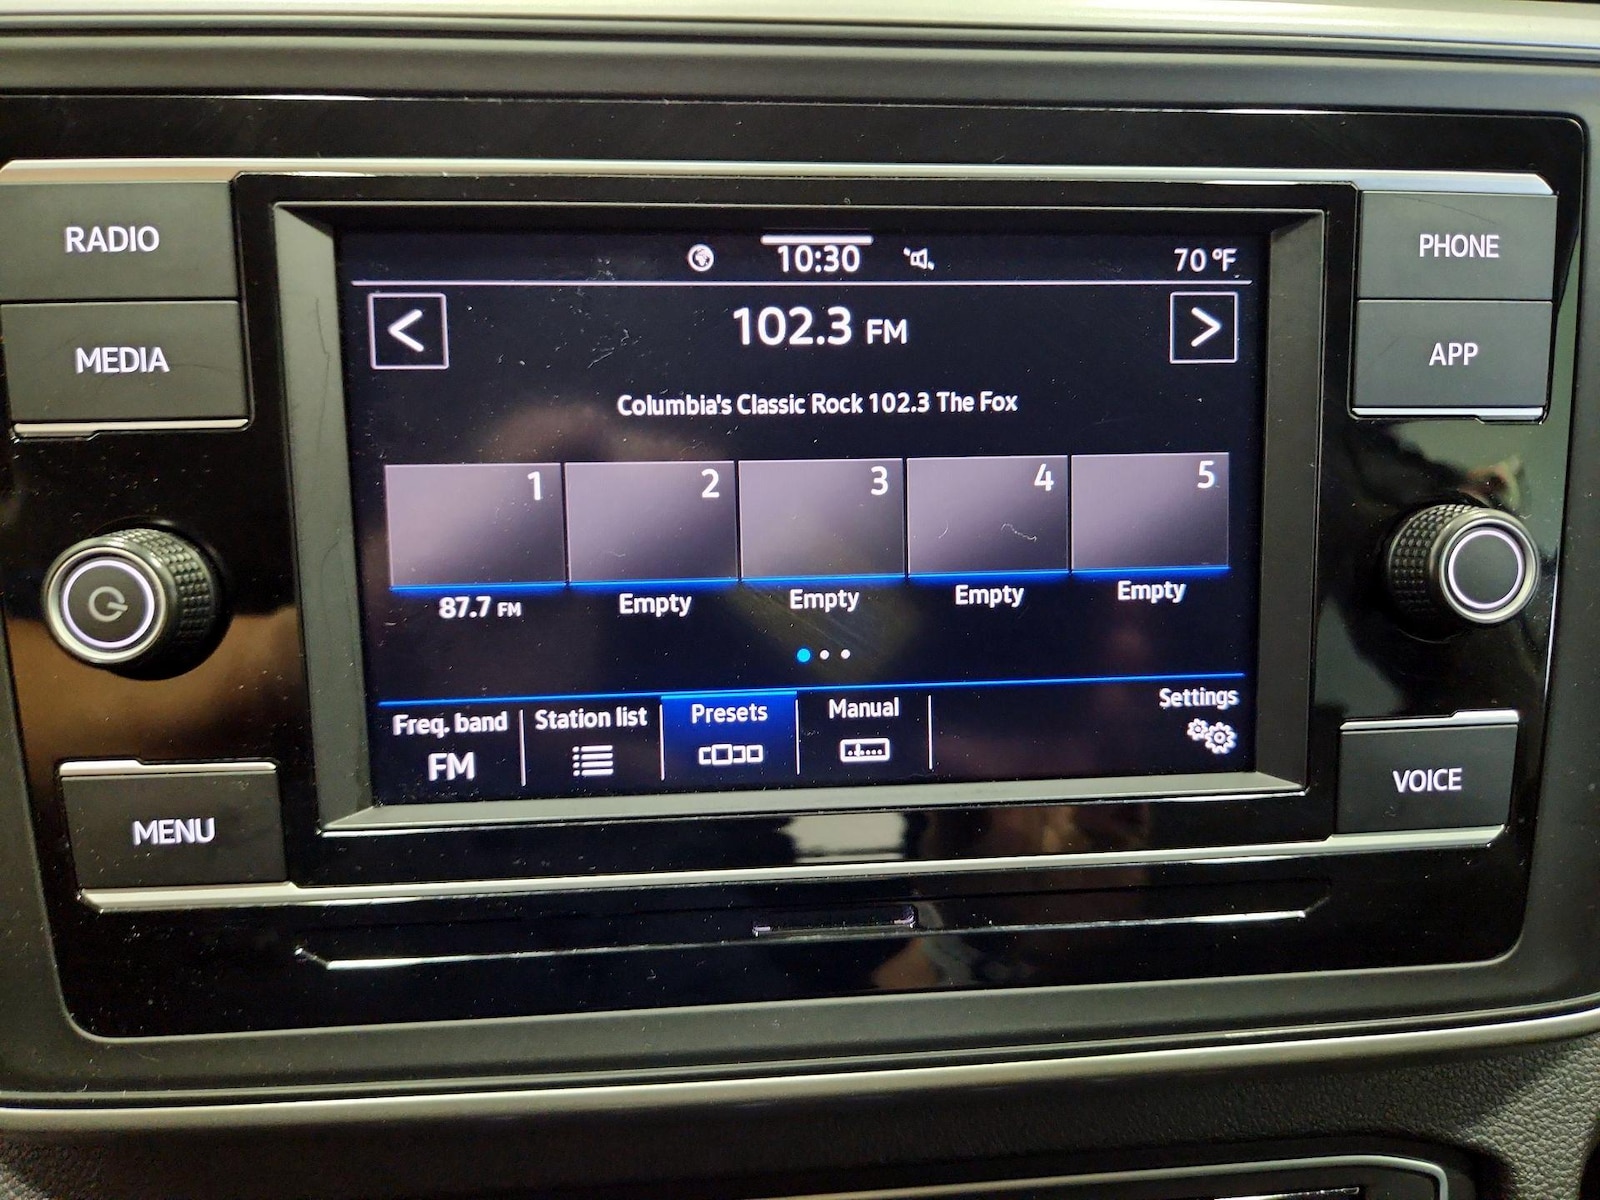 RADIO
MEDIA
MENU
PHONE
APP
VOICE
10:30
70 °F
<
102.3 FM
>
Columbia's Classic Rock 102.3 The Fox
1
2
3
4
5
87.7 FM
Empty
Empty
Empty
Empty
Freq. band
FM
Station list
Presets
Manual
Settings